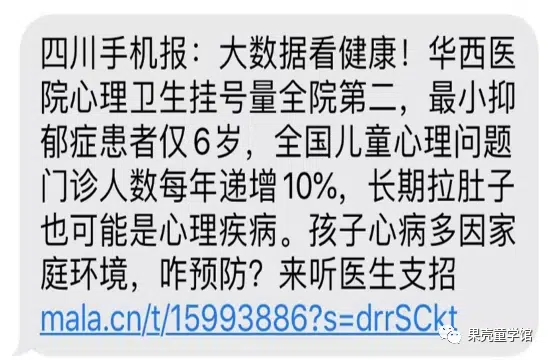 四川手机报：大数据看健康！华西医
院心理卫生挂号量全院第二，最小抑
郁症患者仅6岁，全国儿童心理问题
门诊人数每年递增10%，长期拉肚子
也可能是心理疾病。孩子心病多因家
庭环境，咋预防？来听医生支招
mala.cn/t/15993886?s=drrSCkt
果壳童学馆